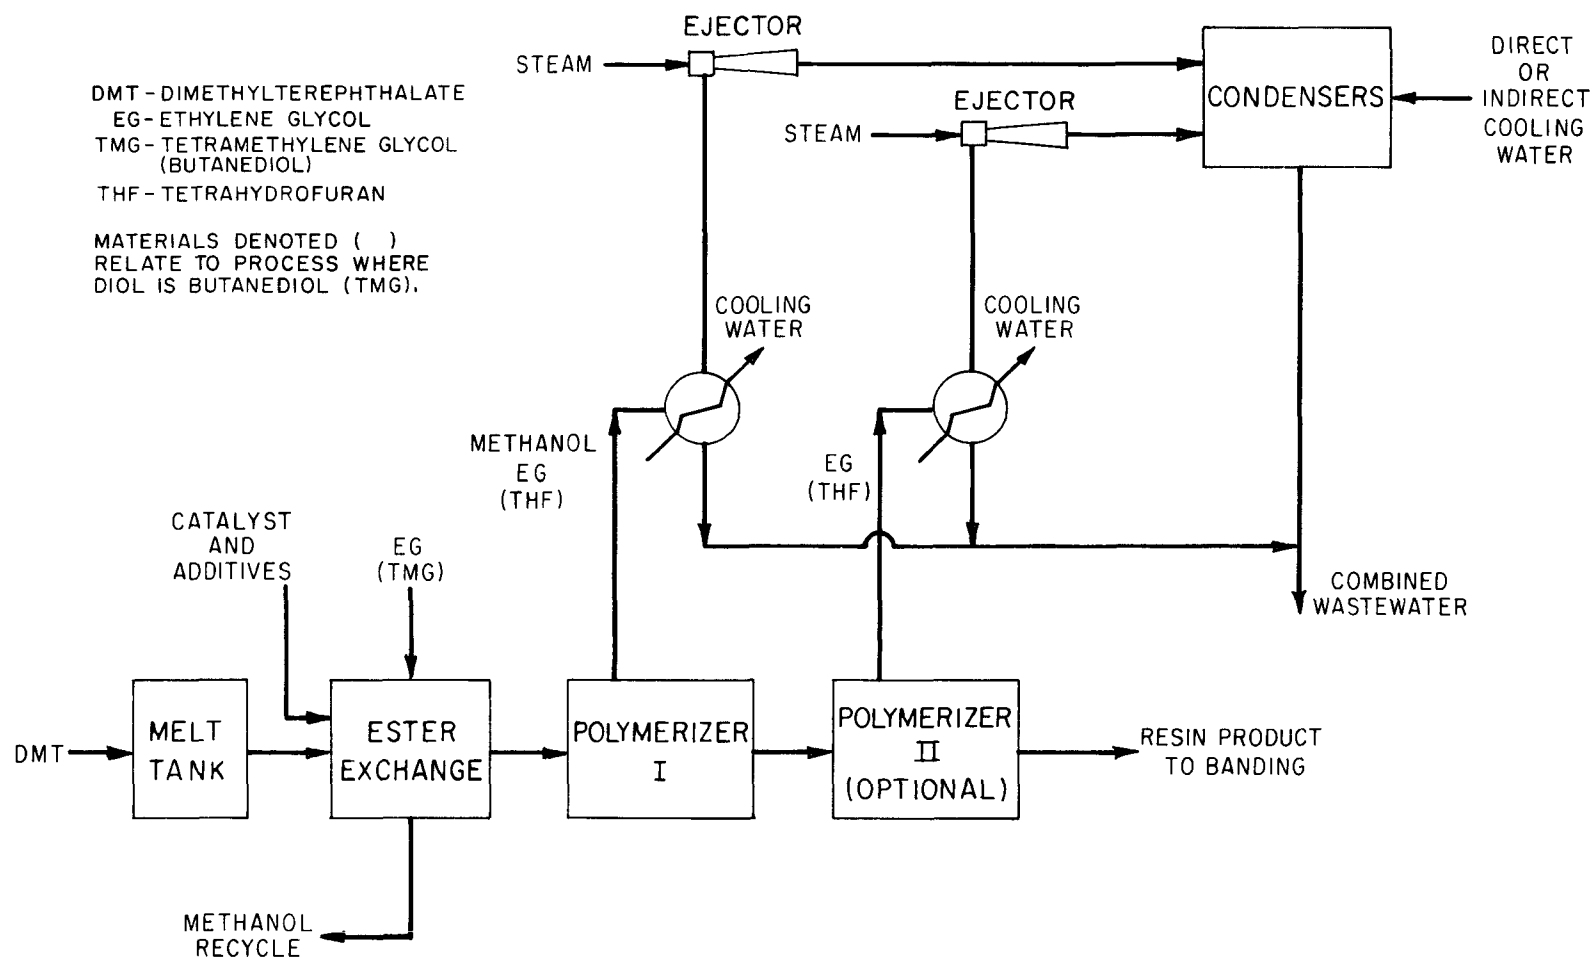 EJECTOR
STEAM
DIRECT
OR
INDIRECT
COOLING
WATER
CONDENSERS
EJECTOR
STEAM
DMT-DIMETHYLTEREPHTHALATE
EG-ETHYLENE GLYCOL
TMG-TETRAMETHYLENE GLYCOL
(BUTANEDIOL)
THF-TETRAHYDROFURAN
MATERIALS DENOTED ( )
RELATE TO PROCESS WHERE
DIOL IS BUTANEDIOL (TMG).
COOLING
WATER
COOLING
WATER
METHANOL
EG
(THF)
EG
(THF)
CATALYST
AND
ADDITIVES
EG
(TMG)
COMBINED
WASTEWATER
DMT
MELT
TANK
ESTER
EXCHANGE
POLYMERIZER
I
POLYMERIZER
II
(OPTIONAL)
RESIN PRODUCT
TO BANDING
METHANOL
RECYCLE